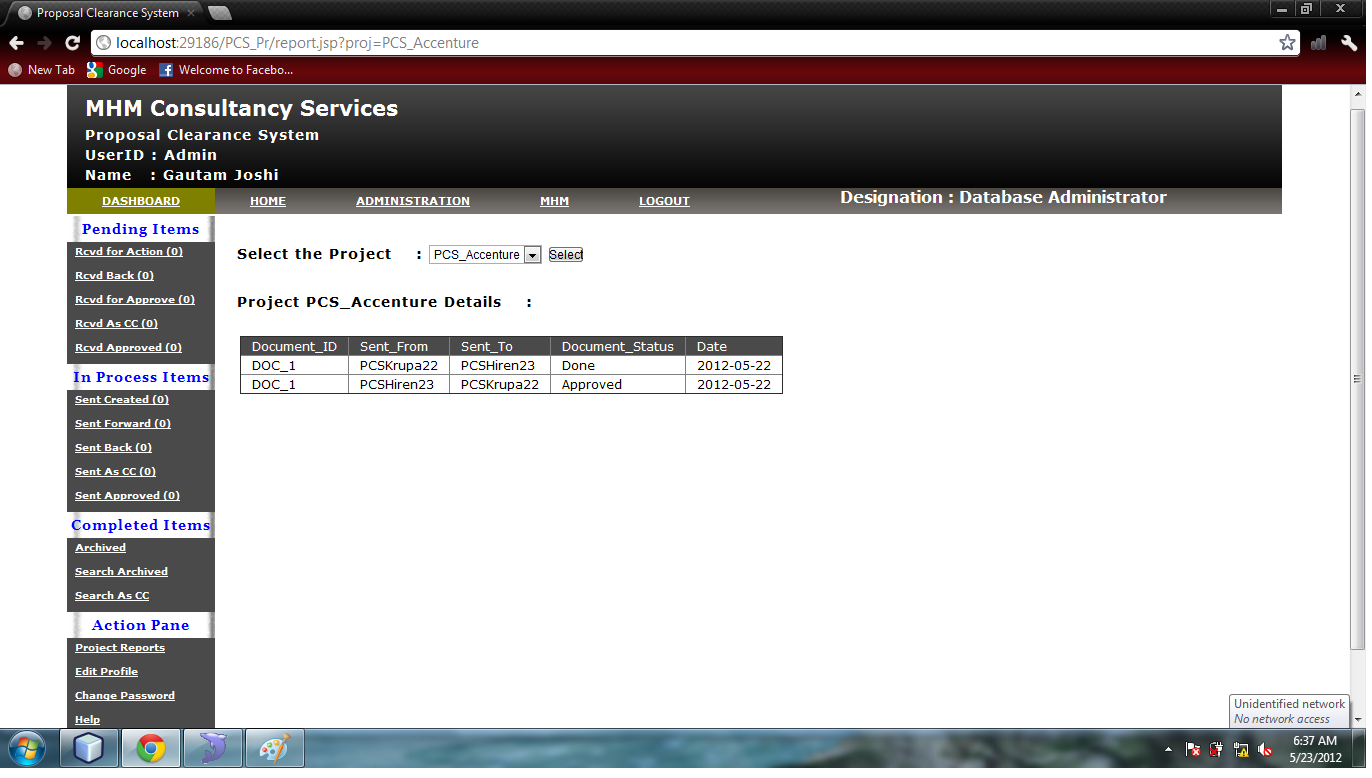 Proposal Clearance System
localhost:29186/PCS_Pr/report.jsp?proj=PCS_Accenture
New Tab Google Welcome to Facebo...
MHM Consultancy Services
Proposal Clearance System
UserID : Admin
Name : Gautam Joshi
DASHBOARD HOME ADMINISTRATION MHM LOGOUT Designation : Database Administrator
Pending Items
Rcvd for Action (0)
Rcvd Back (0)
Rcvd for Approve (0)
Rcvd As CC (0)
Rcvd Approved (0)
In Process Items
Sent Created (0)
Sent Forward (0)
Sent Back (0)
Sent As CC (0)
Sent Approved (0)
Completed Items
Archived
Search Archived
Search As CC
Action Pane
Project Reports
Edit Profile
Change Password
Help
Select the Project : PCS_Accenture Select
Project PCS_Accenture Details :
Document_ID Sent_From Sent_To Document_Status Date
DOC_1 PCSKrupa22 PCSHiren23 Done 2012-05-22
DOC_1 PCSHiren23 PCSKrupa22 Approved 2012-05-22
Unidentified network
No network access
6:37 AM
5/23/2012